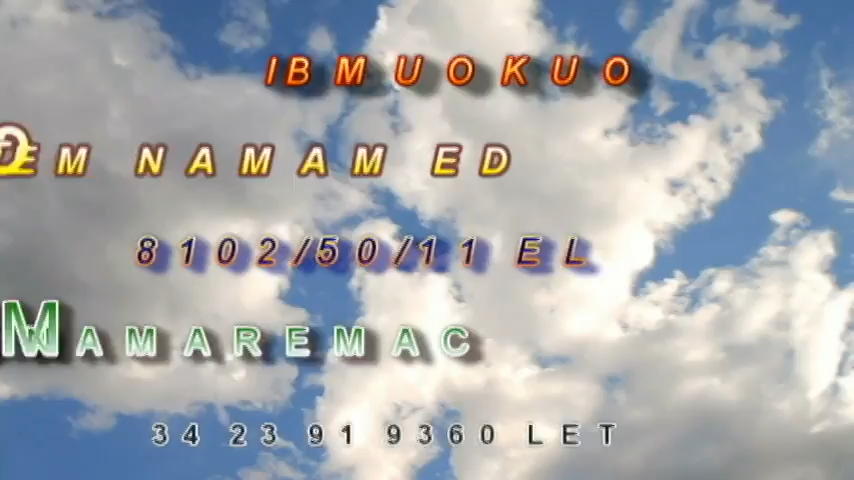 IBMUOKUO
EM NAMAM ED
8102/50/11 EL
MAMAREMAC
34 23 91 9360 LET